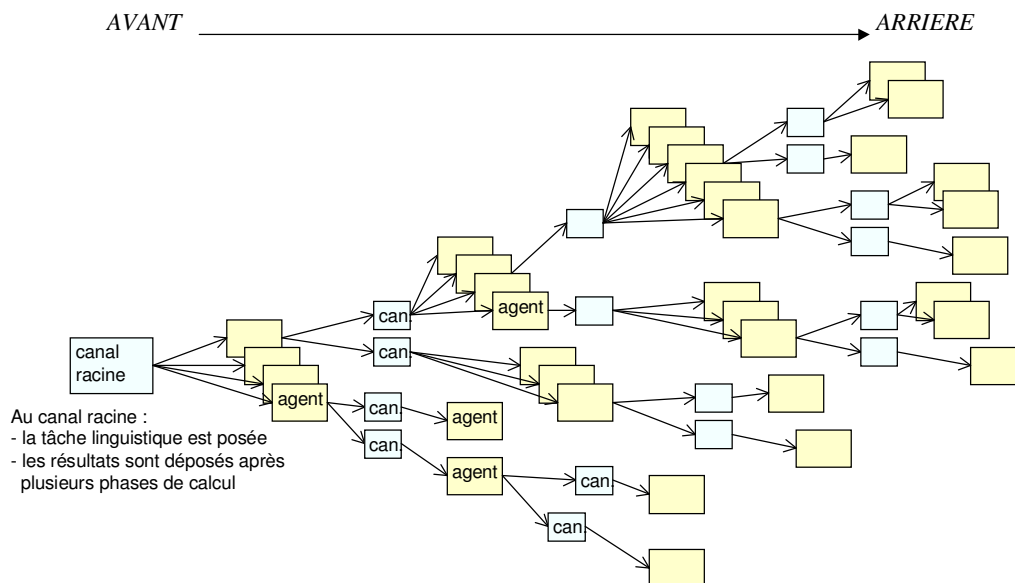 AVANT
ARRIERE
can.
agent
can.
canal
racine
agent
can.
agent
can.
agent
can.
can.
Au canal racine :
- la tâche linguistique est posée
- les résultats sont déposés après
plusieurs phases de calcul